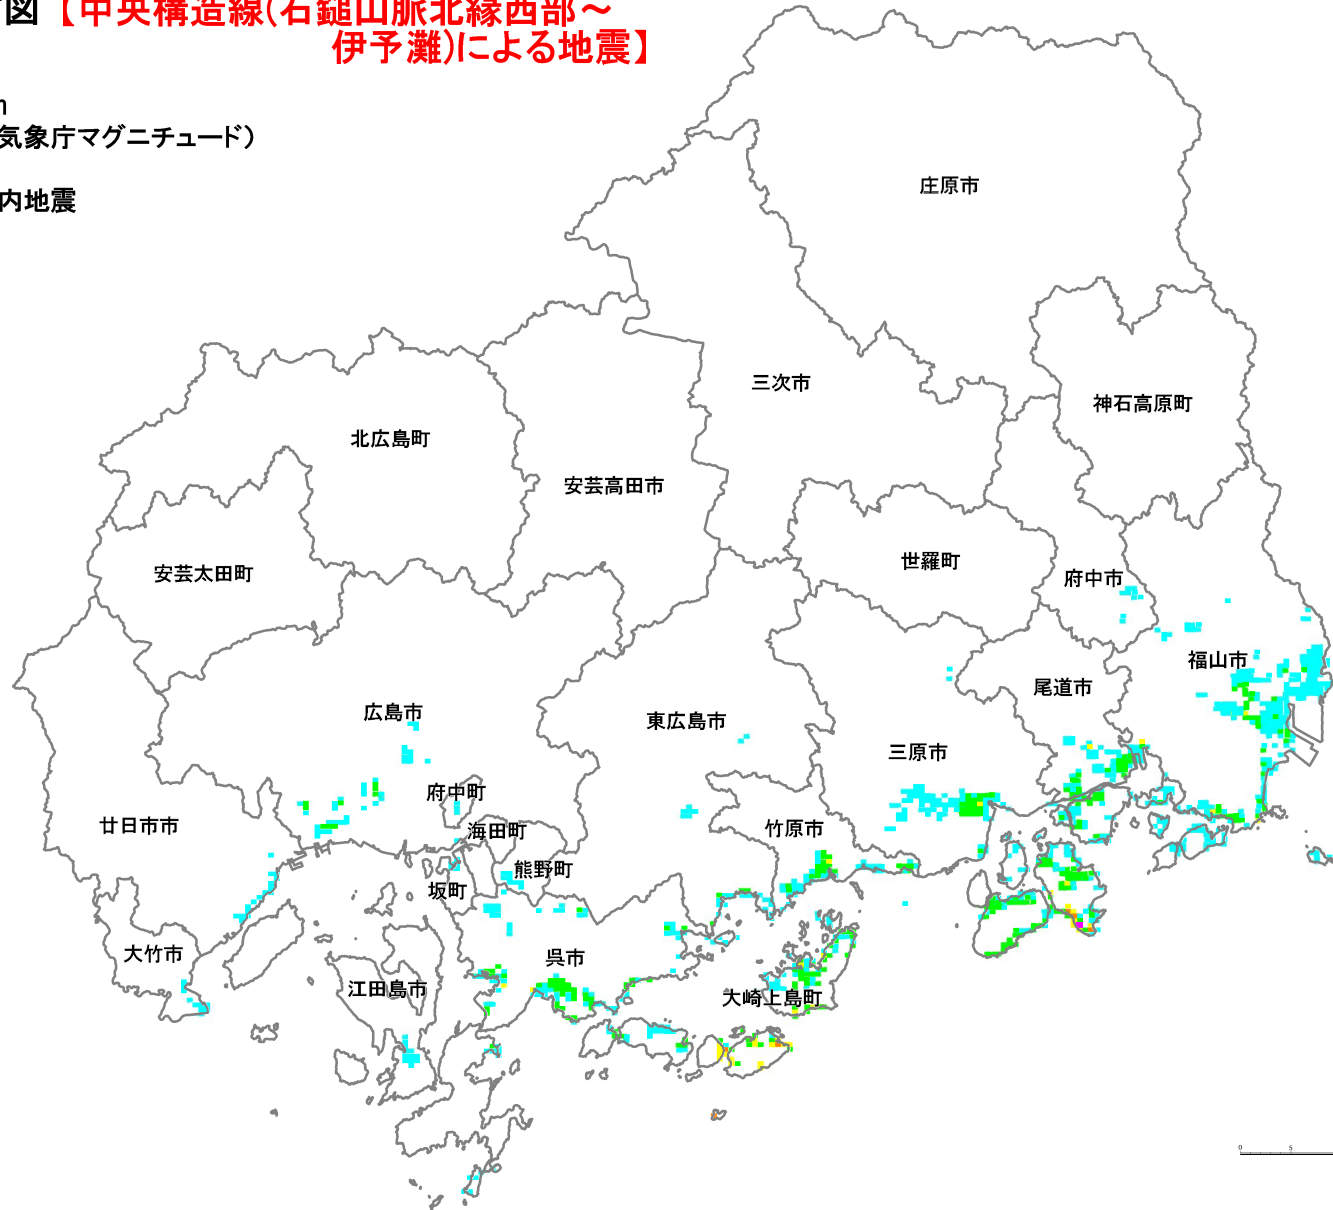 図【中央構造線(石鎚山脈北縁西部～
伊予灘)による地震】
気象庁マグニチュード）
内地震
庄原市
三次市
神石高原町
北広島町
安芸高田市
世羅町
安芸太田町
府中市
福山市
尾道市
広島市
東広島市
三原市
府中町
廿日市市
海田町
竹原市
熊野町
坂町
大竹市
呉市
江田島市
大崎上島町
0 5